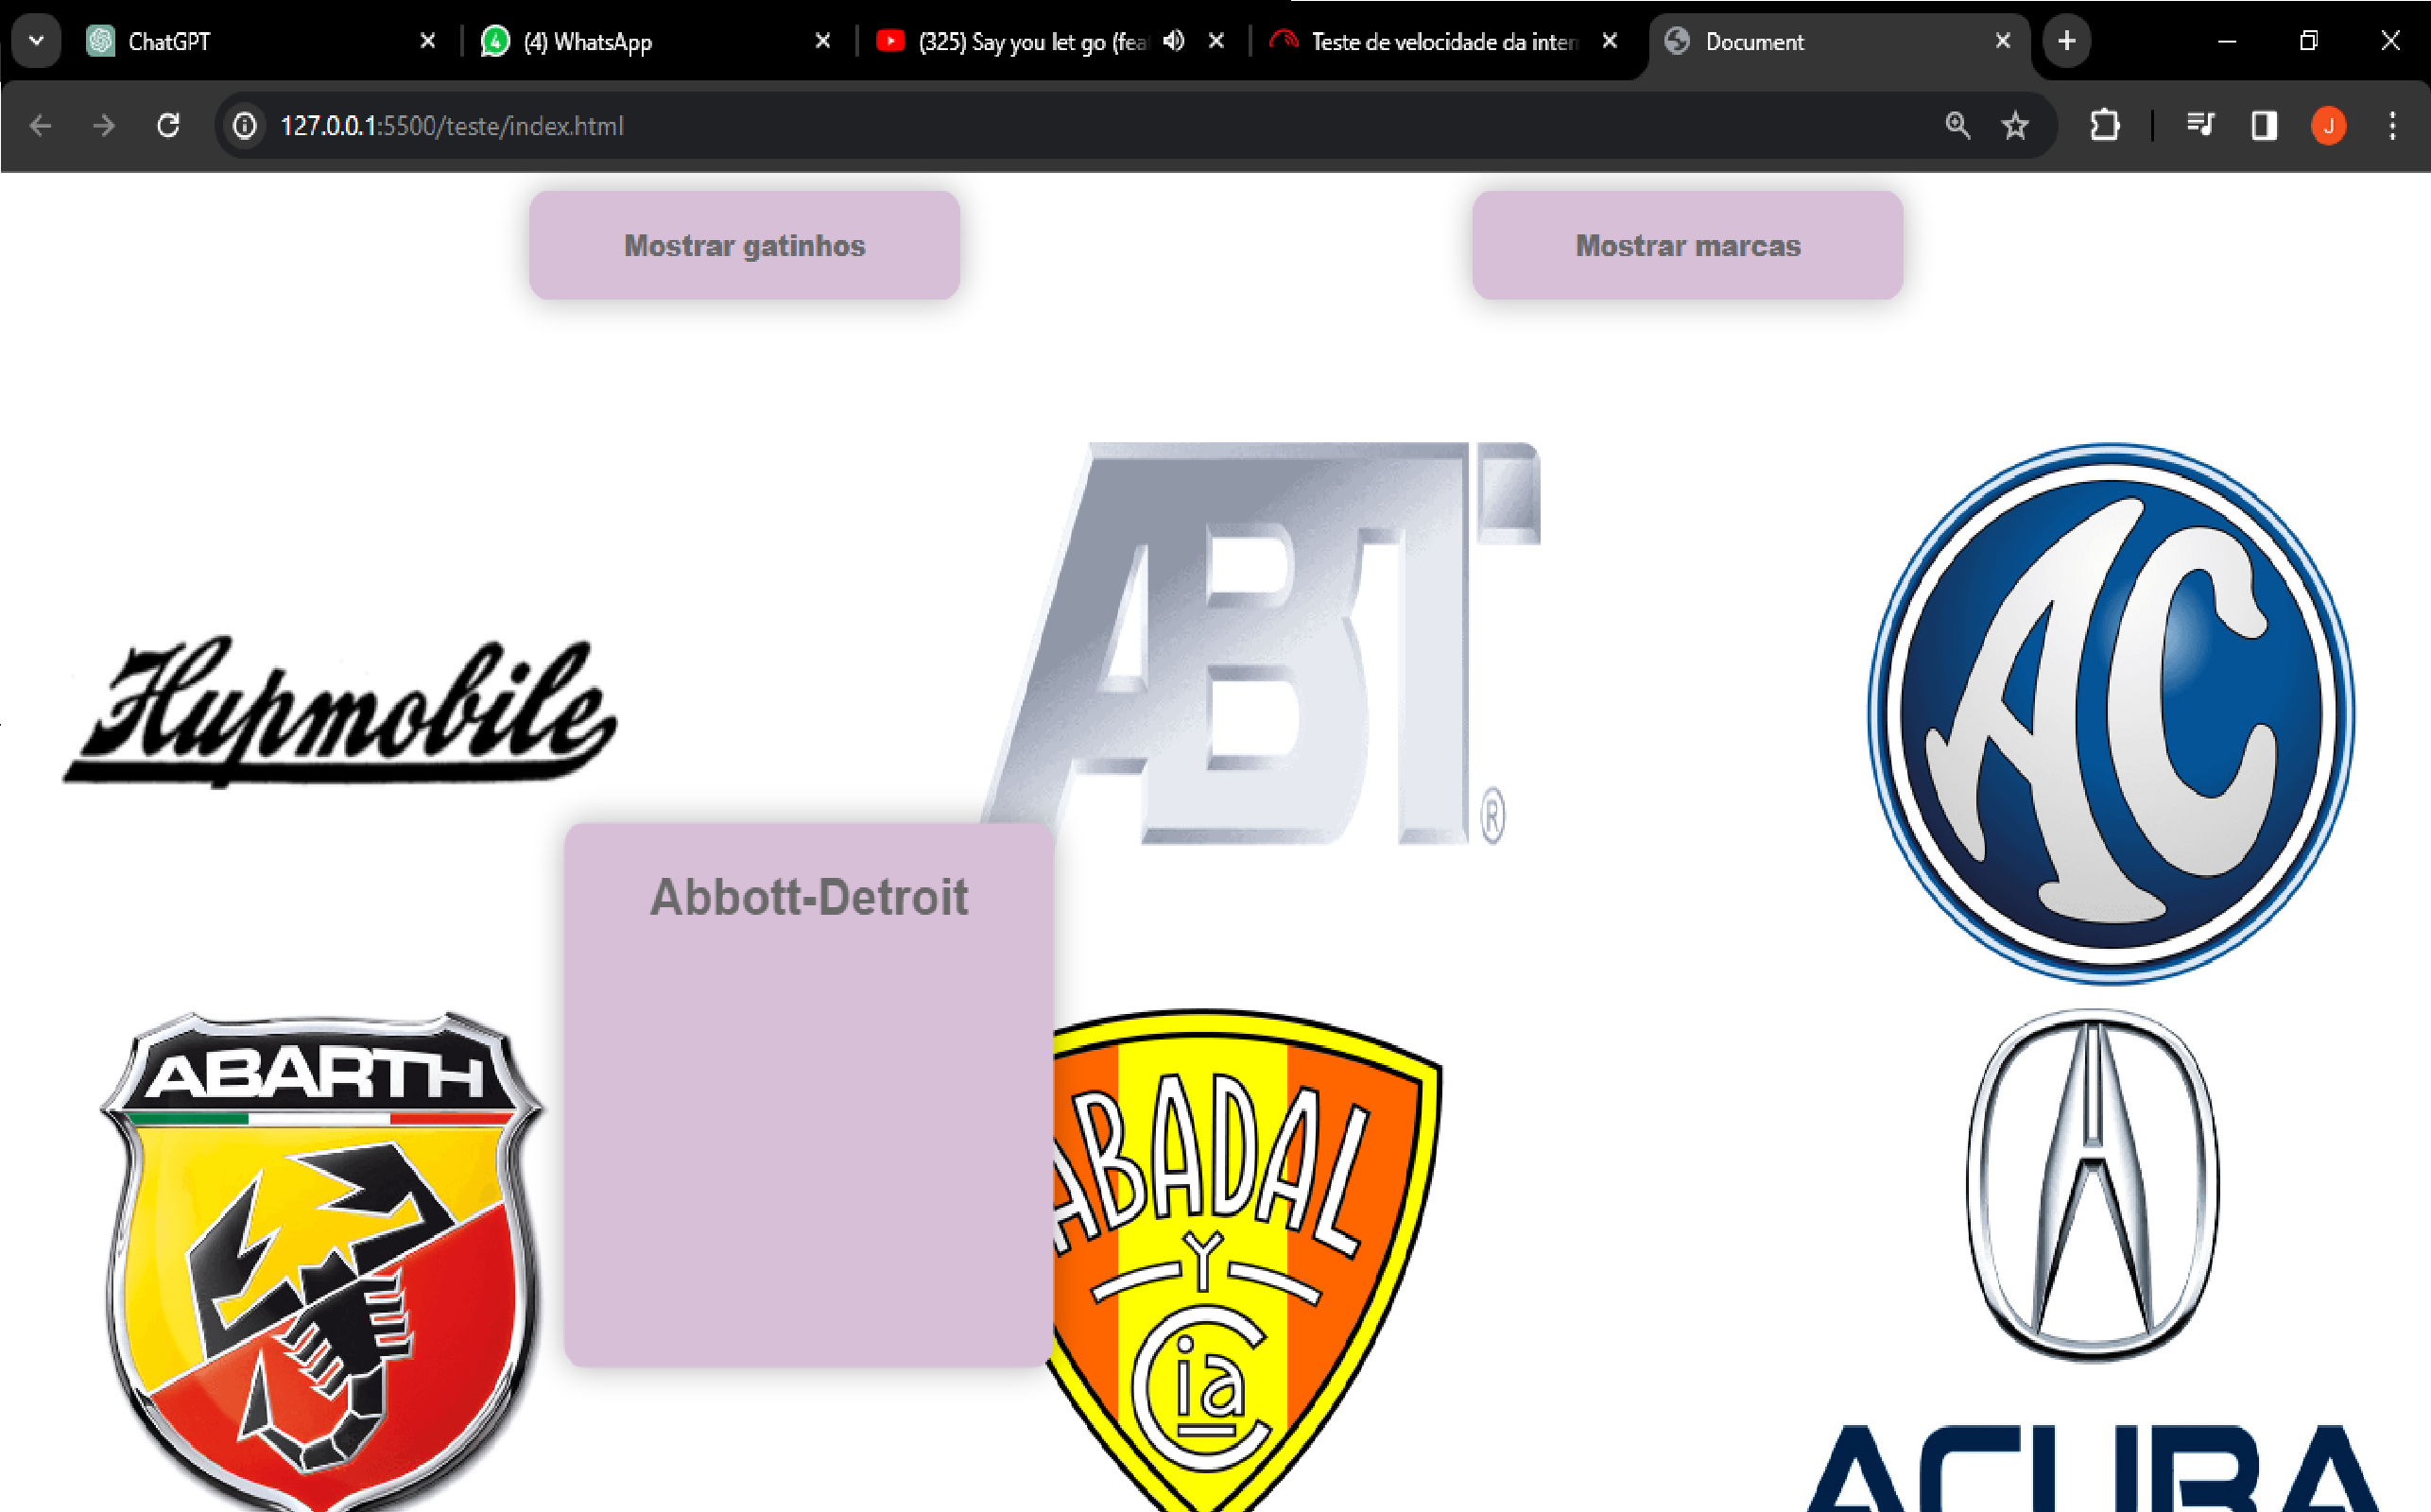 ChatGPT
(4) WhatsApp
(325) Say you let go (fea
Teste de velocidade da inter
Document
127.0.0.1:5500/teste/index.html
J
Mostrar gatinhos
Mostrar marcas
ABT
®
AC
Hupmobile
Abbott-Detroit
ABARTH
ABADAL
Y
Cia
ACURA